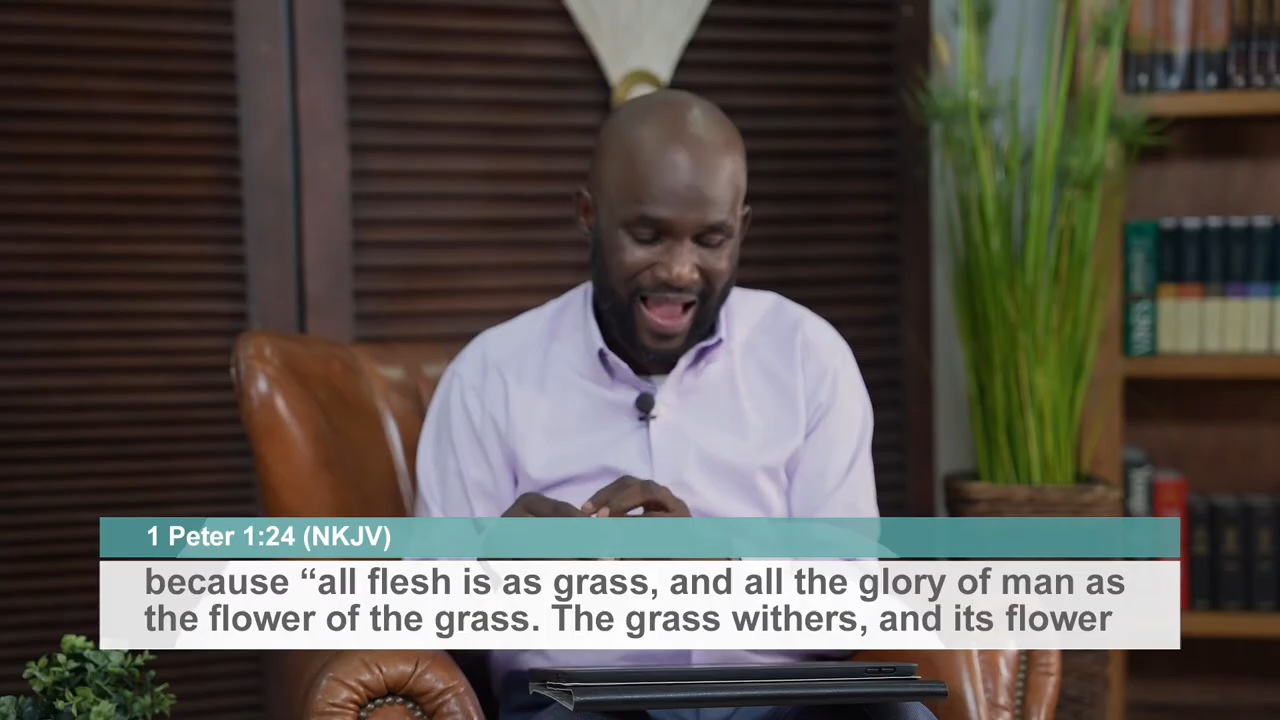 1 Peter 1:24 (NKJV)
because “all flesh is as grass, and all the glory of man as
the flower of the grass. The grass withers, and its flower